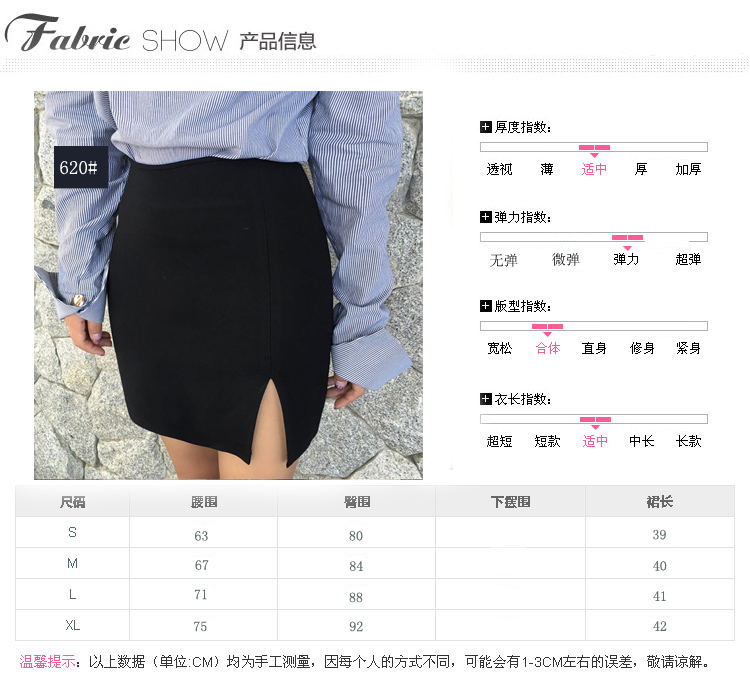 Fabric SHOW 产品信息
620#
厚度指数:
透视 薄 适中 厚 加厚
弹力指数:
无弹 微弹 弹力 超弹
版型指数:
宽松 合体 直身 修身 紧身
衣长指数:
超短 短款 适中 中长 长款
尺码 腰围 臀围 下摆围 裙长
S 63 80 39
M 67 84 40
L 71 88 41
XL 75 92 42
温馨提示：以上数据（单位:CM）均为手工测量，因每个人的方式不同，可能会有1-3CM左右的误差，敬请谅解。